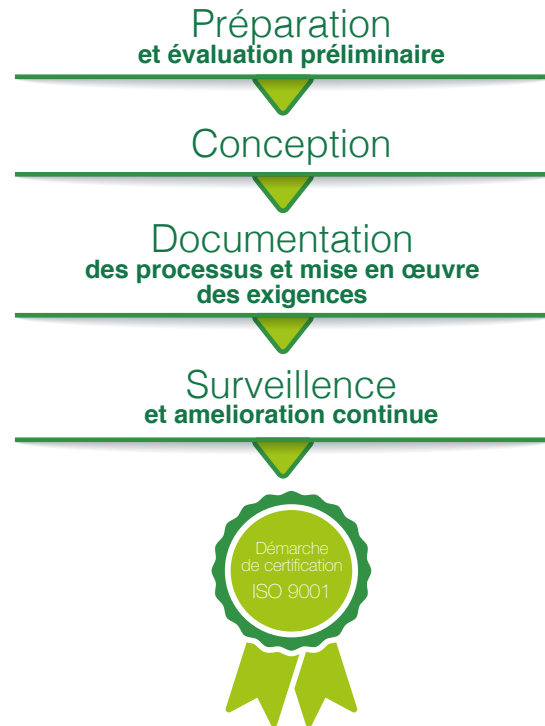 Préparation
et évaluation préliminaire
Conception
Documentation
des processus et mise en œuvre
des exigences
Surveillence
et amelioration continue
Démarche
de certification
ISO 9001